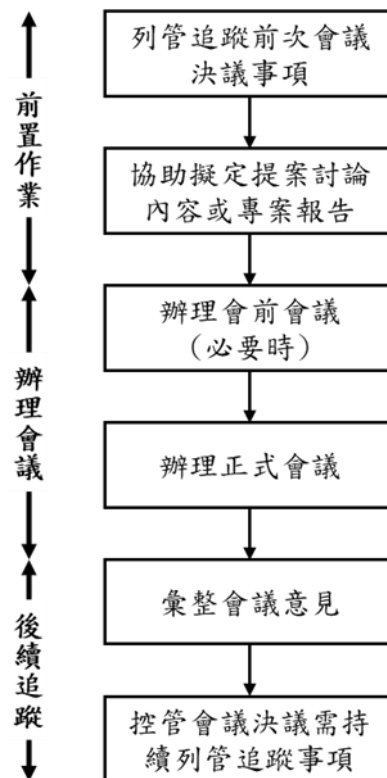 列管追蹤前次會議
決議事項
前置作業
協助擬定提案討論
內容或專案報告
辦理會前會議
(必要時)
辦理會議
辦理正式會議
彙整會議意見
後續追蹤
控管會議決議需持
續列管追蹤事項